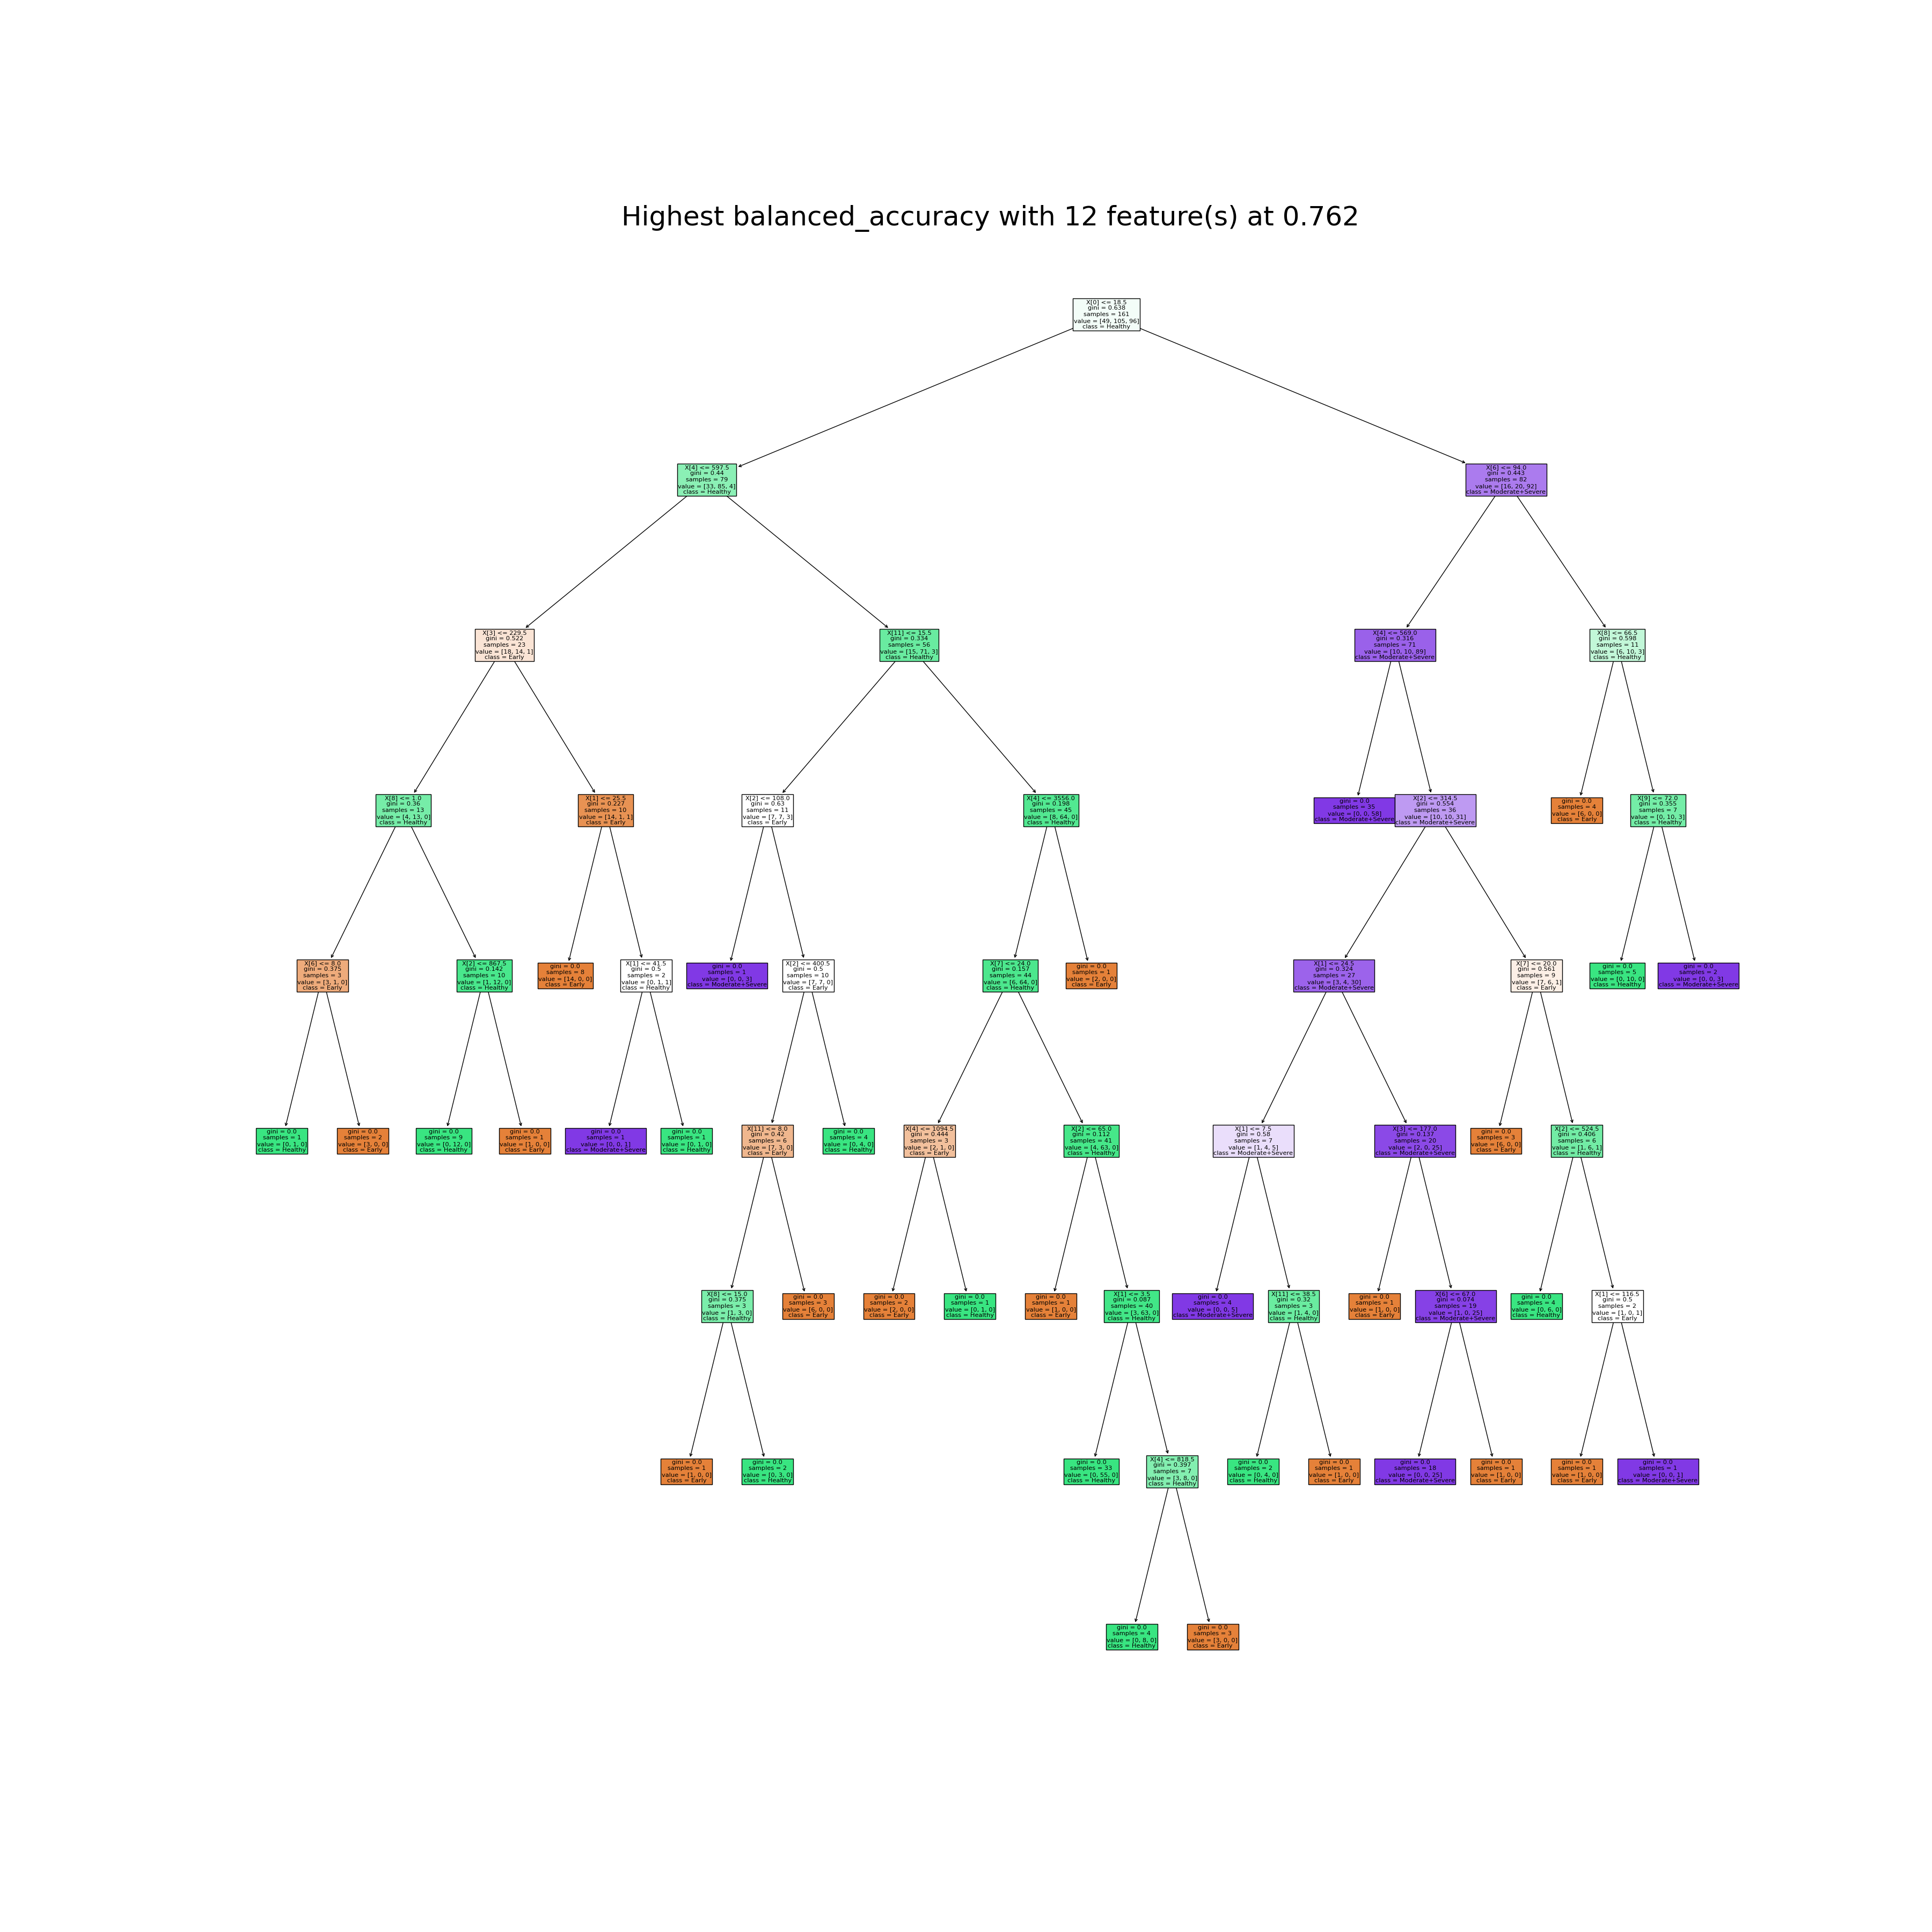 Highest balanced_accuracy with 12 feature(s) at 0.762
X[0] <= 18.5
gini = 0.638
samples = 161
value = [49, 105, 96]
class = Healthy
X[4] <= 597.5
gini = 0.44
samples = 79
value = [33, 85, 4]
class = Healthy
X[6] <= 94.0
gini = 0.443
samples = 82
value = [16, 20, 92]
class = Moderate+Severe
X[3] <= 229.5
gini = 0.522
samples = 23
value = [18, 14, 1]
class = Early
X[11] <= 15.5
gini = 0.334
samples = 56
value = [15, 71, 3]
class = Healthy
X[4] <= 569.0
gini = 0.316
samples = 71
value = [10, 10, 89]
class = Moderate+Severe
X[8] <= 66.5
gini = 0.598
samples = 11
value = [6, 10, 3]
class = Healthy
X[8] <= 1.0
gini = 0.36
samples = 13
value = [4, 13, 0]
class = Healthy
X[1] <= 25.5
gini = 0.227
samples = 10
value = [14, 1, 1]
class = Early
X[2] <= 108.0
gini = 0.63
samples = 11
value = [7, 7, 3]
class = Healthy
X[4] <= 3556.0
gini = 0.198
samples = 45
value = [8, 64, 0]
class = Healthy
gini = 0.0
samples = 35
value = [0, 0, 58]
class = Moderate+Severe
X[2] <= 314.5
gini = 0.554
samples = 36
value = [10, 10, 31]
class = Moderate+Severe
gini = 0.0
samples = 4
value = [6, 0, 0]
class = Early
X[9] <= 72.0
gini = 0.355
samples = 7
value = [0, 10, 3]
class = Healthy
X[6] <= 8.0
gini = 0.375
samples = 3
value = [3, 1, 0]
class = Early
X[2] <= 867.5
gini = 0.142
samples = 10
value = [1, 12, 0]
class = Healthy
gini = 0.0
samples = 8
value = [14, 0, 0]
class = Early
X[1] <= 41.5
gini = 0.5
samples = 2
value = [0, 1, 1]
class = Healthy
gini = 0.0
samples = 1
value = [0, 0, 3]
class = Moderate+Severe
X[2] <= 400.5
gini = 0.5
samples = 10
value = [7, 7, 0]
class = Early
X[7] <= 24.0
gini = 0.157
samples = 44
value = [6, 64, 0]
class = Healthy
gini = 0.0
samples = 1
value = [2, 0, 0]
class = Early
X[1] <= 24.5
gini = 0.324
samples = 27
value = [3, 4, 30]
class = Moderate+Severe
X[7] <= 20.0
gini = 0.561
samples = 9
value = [7, 6, 1]
class = Early
gini = 0.0
samples = 5
value = [0, 10, 0]
class = Healthy
gini = 0.0
samples = 2
value = [0, 0, 3]
class = Moderate+Severe
gini = 0.0
samples = 1
value = [0, 1, 0]
class = Healthy
gini = 0.0
samples = 2
value = [3, 0, 0]
class = Early
gini = 0.0
samples = 9
value = [0, 12, 0]
class = Healthy
gini = 0.0
samples = 1
value = [1, 0, 0]
class = Early
gini = 0.0
samples = 1
value = [0, 0, 1]
class = Moderate+Severe
gini = 0.0
samples = 1
value = [0, 1, 0]
class = Healthy
X[11] <= 8.0
gini = 0.42
samples = 6
value = [7, 3, 0]
class = Early
gini = 0.0
samples = 4
value = [0, 4, 0]
class = Healthy
X[4] <= 1094.5
gini = 0.444
samples = 3
value = [2, 1, 0]
class = Early
X[2] <= 65.0
gini = 0.112
samples = 41
value = [4, 63, 0]
class = Healthy
X[1] <= 7.5
gini = 0.58
samples = 7
value = [1, 4, 5]
class = Moderate+Severe
X[3] <= 177.0
gini = 0.137
samples = 20
value = [2, 0, 25]
class = Moderate+Severe
gini = 0.0
samples = 3
value = [6, 0, 0]
class = Early
X[2] <= 524.5
gini = 0.406
samples = 6
value = [1, 6, 1]
class = Healthy
X[8] <= 15.0
gini = 0.375
samples = 3
value = [1, 3, 0]
class = Healthy
gini = 0.0
samples = 3
value = [6, 0, 0]
class = Early
gini = 0.0
samples = 2
value = [2, 0, 0]
class = Early
gini = 0.0
samples = 1
value = [0, 1, 0]
class = Healthy
gini = 0.0
samples = 1
value = [1, 0, 0]
class = Early
X[1] <= 3.5
gini = 0.087
samples = 40
value = [3, 63, 0]
class = Healthy
gini = 0.0
samples = 4
value = [0, 0, 5]
class = Moderate+Severe
X[11] <= 38.5
gini = 0.32
samples = 3
value = [1, 4, 0]
class = Healthy
gini = 0.0
samples = 1
value = [1, 0, 0]
class = Early
X[6] <= 67.0
gini = 0.074
samples = 19
value = [1, 0, 25]
class = Moderate+Severe
gini = 0.0
samples = 4
value = [0, 6, 0]
class = Healthy
X[1] <= 116.5
gini = 0.5
samples = 2
value = [1, 0, 1]
class = Early
gini = 0.0
samples = 1
value = [1, 0, 0]
class = Early
gini = 0.0
samples = 2
value = [0, 3, 0]
class = Healthy
gini = 0.0
samples = 33
value = [0, 55, 0]
class = Healthy
X[4] <= 818.5
gini = 0.397
samples = 7
value = [3, 8, 0]
class = Healthy
gini = 0.0
samples = 2
value = [0, 4, 0]
class = Healthy
gini = 0.0
samples = 1
value = [1, 0, 0]
class = Early
gini = 0.0
samples = 18
value = [0, 0, 25]
class = Moderate+Severe
gini = 0.0
samples = 1
value = [1, 0, 0]
class = Early
gini = 0.0
samples = 1
value = [1, 0, 0]
class = Early
gini = 0.0
samples = 1
value = [0, 0, 1]
class = Moderate+Severe
gini = 0.0
samples = 4
value = [0, 8, 0]
class = Healthy
gini = 0.0
samples = 3
value = [3, 0, 0]
class = Early